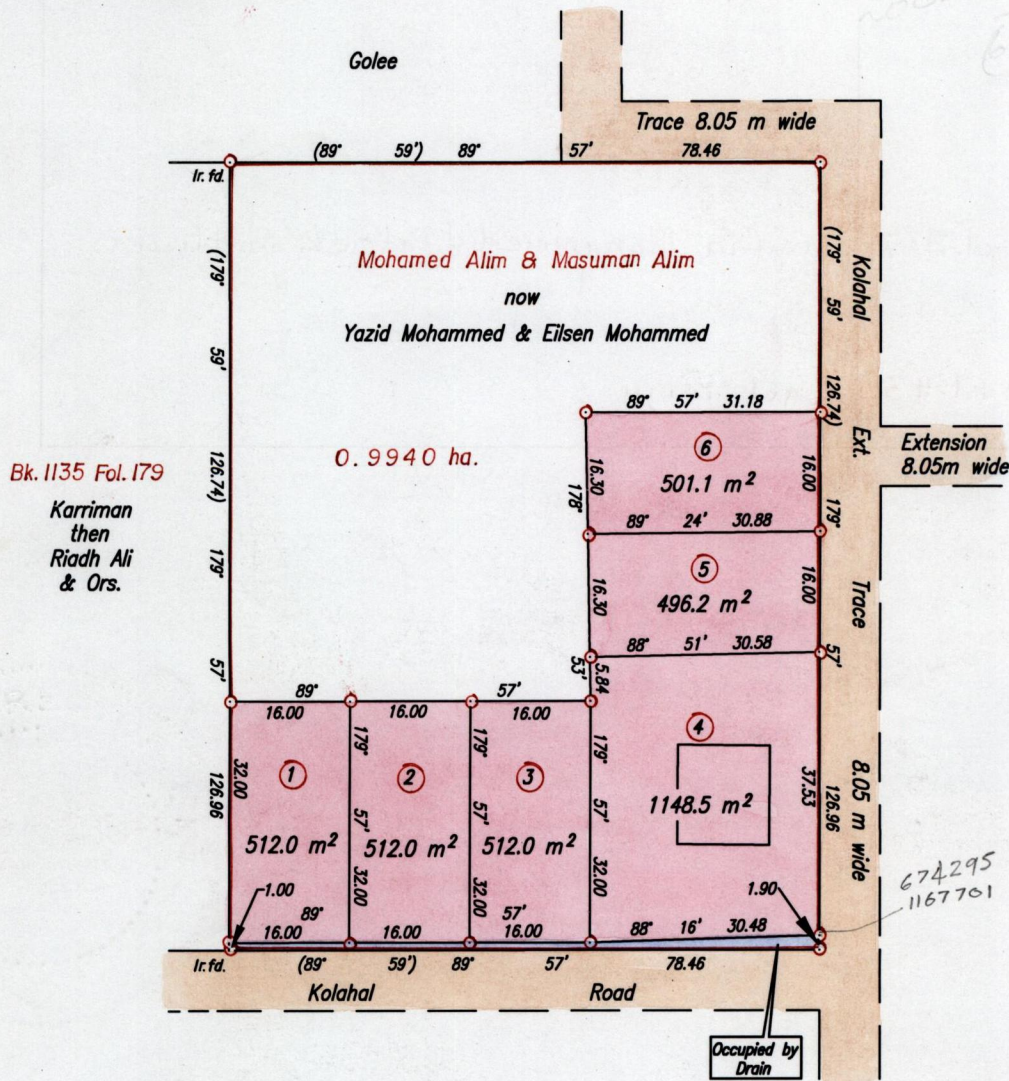 Golee
Trace 8.05 m wide
(89° 59') 89° 57' 78.46
Ir. fd.
Mohamed Alim & Masuman Alim
now
Yazid Mohammed & Eilsen Mohammed
(179° 59' 126.74) 179° 57' 126.96
(179° 59' 126.74) 179° 57' 126.96
Kolahal Ext. Trace 8.05 m wide
Extension
8.05m wide
Bk. 1135 Fol. 179
Karriman
then
Riadh Ali
& Ors.
0.9940 ha.
89° 57' 31.18
6
501.1 m²
16.30
178°
16.00
89° 24' 30.88
5
496.2 m²
16.30
53'
16.00
88° 51' 30.58
5.84
89° 57'
16.00 16.00 16.00
4
1148.5 m²
37.53
1
512.0 m²
32.00
2
512.0 m²
179° 57' 32.00
3
512.0 m²
179° 57' 32.00
179° 57' 32.00
1.00
1.90
674295
1167701
89° 57'
16.00 16.00 16.00
88° 16' 30.48
Ir. fd.
(89° 59') 89° 57' 78.46
Kolahal Road
Occupied by
Drain